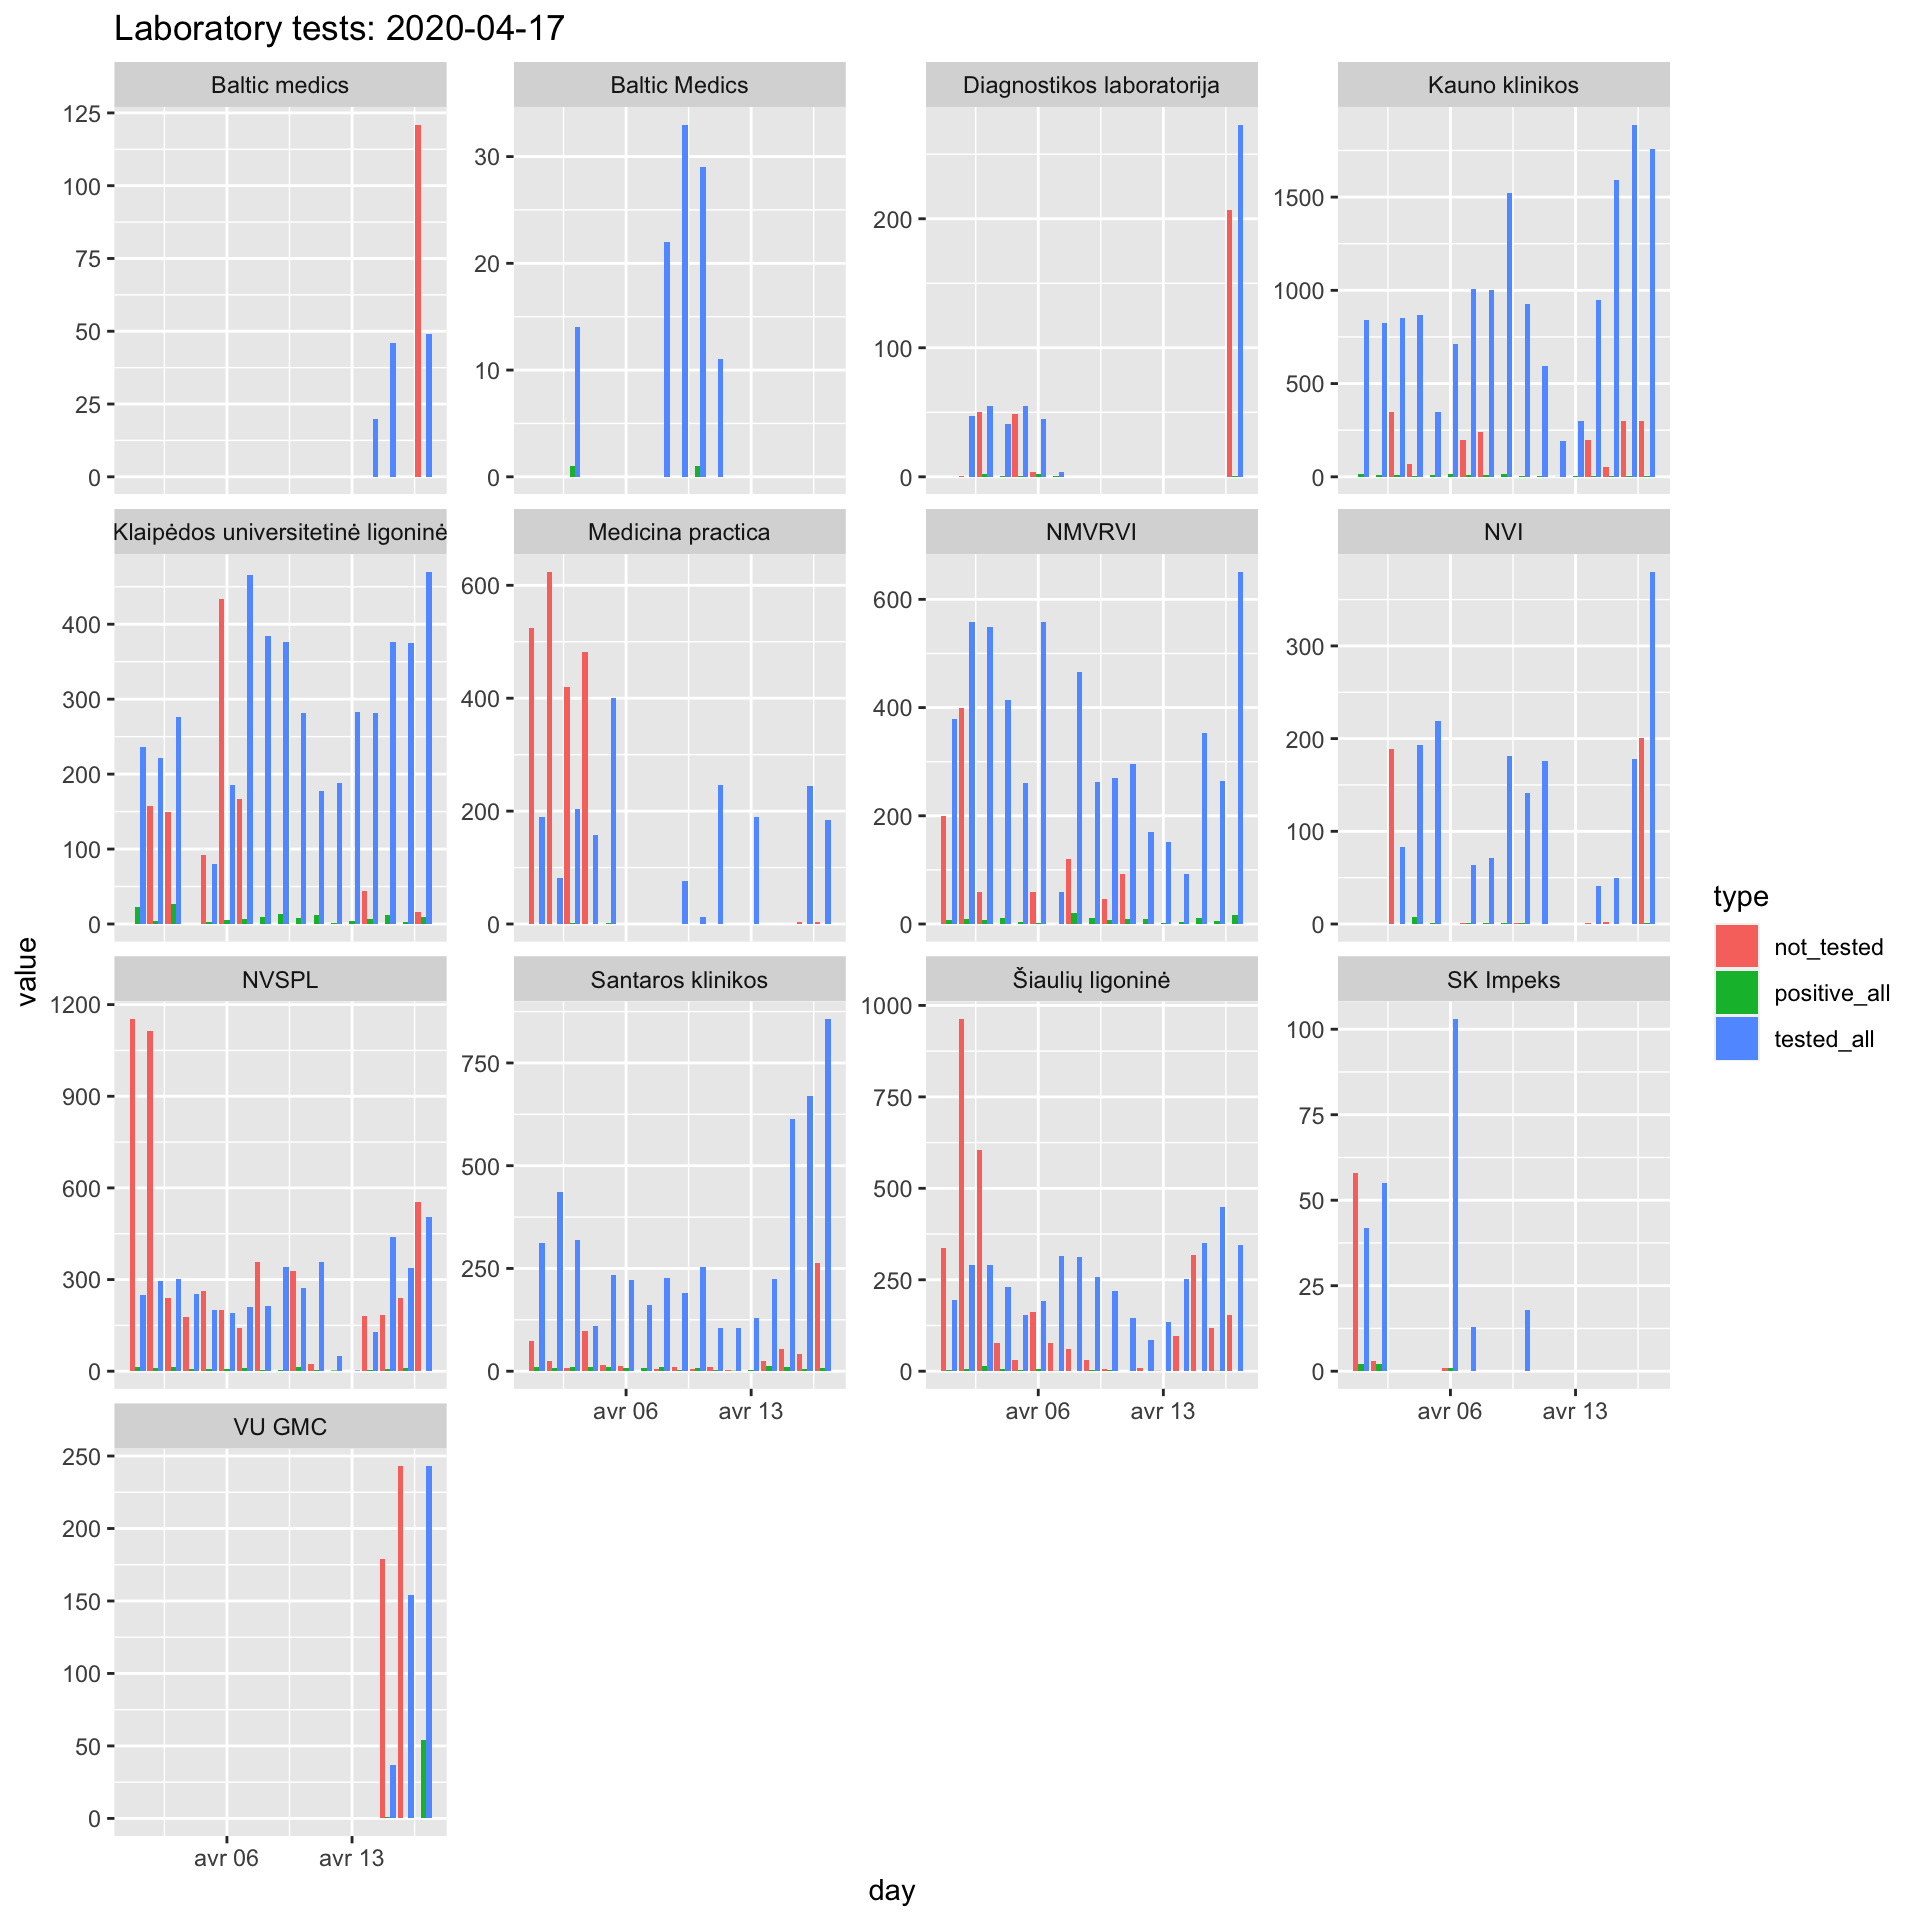 Laboratory tests: 2020-04-17
Baltic medics
Baltic Medics
Diagnostikos laboratorija
Kauno klinikos
125
100
75
50
25
0
30
20
10
0
200
100
0
1500
1000
500
0
Klaipėdos universitetinė ligoninė
Medicina practica
NMVRVI
NVI
400
300
200
100
0
600
400
200
0
600
400
200
0
300
200
100
0
NVSPL
Santaros klinikos
Šiaulių ligoninė
SK Impeks
1200
900
600
300
0
750
500
250
0
1000
750
500
250
0
100
75
50
25
0
avr 06
avr 13
avr 06
avr 13
avr 06
avr 13
VU GMC
250
200
150
100
50
0
avr 06
avr 13
value
day
type
not_tested
positive_all
tested_all